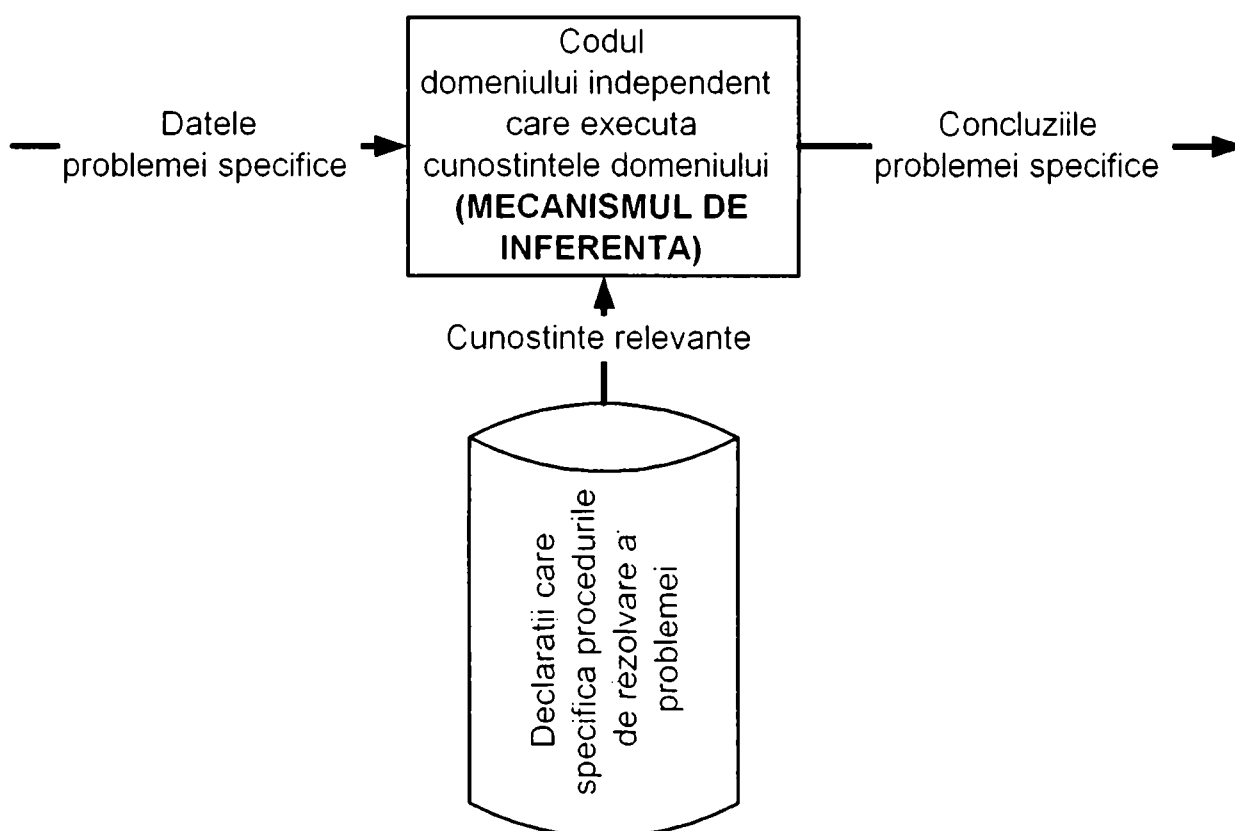 Codul
domeniului independent
care executa
cunostintele domeniului
(MECANISMUL DE
INFERENTA)
Datele
problemei specifice
Concluziile
problemei specifice
Cunostinte relevante
Declaratii care
specifica procedurile
de rezolvare a
problemei